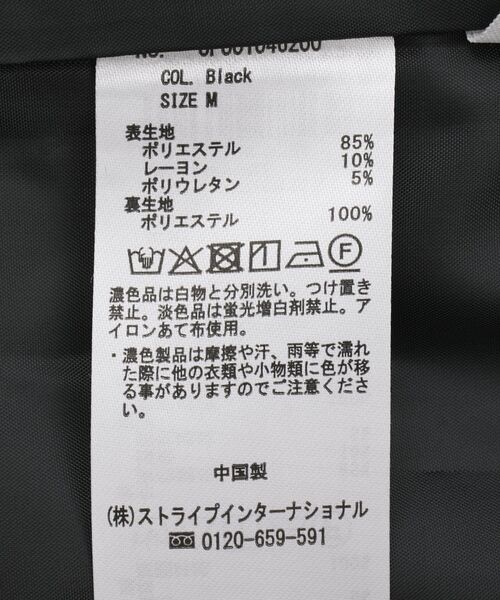 COL. Black
SIZE M
表生地
ポリエステル 85%
レーヨン 10%
ポリウレタン 5%
裏生地
ポリエステル 100%
F
濃色品は白物と分別洗い。つけ置き
禁止。淡色品は蛍光増白剤禁止。ア
イロンあて布使用。
・濃色製品は摩擦や汗、雨等で濡れ
た際に他の衣類や小物類に色が移
る事がありますのでご注意くださ
い。
中国製
(株)ストライプインターナショナル
0120-659-591